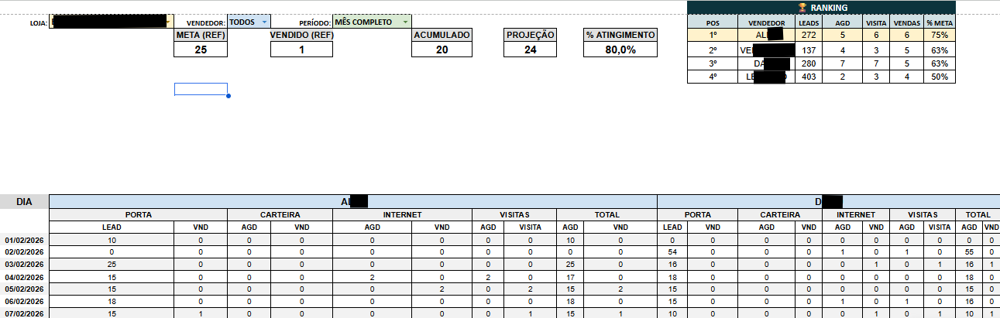 🏆 RANKING
LOJA: VENDEDOR: TODOS PERÍODO: MÊS COMPLETO
POS VENDEDOR LEADS AGD VISITA VENDAS % META
META (REF) VENDIDO (REF) ACUMULADO PROJEÇÃO % ATINGIMENTO
1º 272 5 6 6 75%
25 1 20 24 80,0%
2º 137 4 3 5 63%
3º 280 7 7 5 63%
4º 403 2 3 4 50%
DIA
PORTA CARTEIRA INTERNET VISITAS TOTAL PORTA CARTEIRA INTERNET VISITAS TOTAL
LEAD VND AGD VND AGD VND AGD VISITA AGD VND LEAD VND AGD VND AGD VND AGD VISITA AGD VND
01/02/2026 10 0 0 0 0 0 0 0 10 0 0 0 0 0 0 0 0 0 0 0
02/02/2026 0 0 0 0 0 0 0 0 0 0 54 0 0 0 1 0 1 0 55 0
03/02/2026 25 0 0 0 0 0 0 0 25 0 16 0 0 0 0 1 0 1 16 1
04/02/2026 15 0 0 0 2 0 2 0 17 0 18 0 0 0 0 0 0 0 18 0
05/02/2026 15 0 0 0 0 2 0 2 15 2 15 0 0 0 0 0 0 0 15 0
06/02/2026 18 0 0 0 0 0 0 0 18 0 15 0 0 0 1 0 1 0 16 0
07/02/2026 15 1 0 0 0 0 0 1 15 1 10 0 0 0 0 1 0 1 10 1